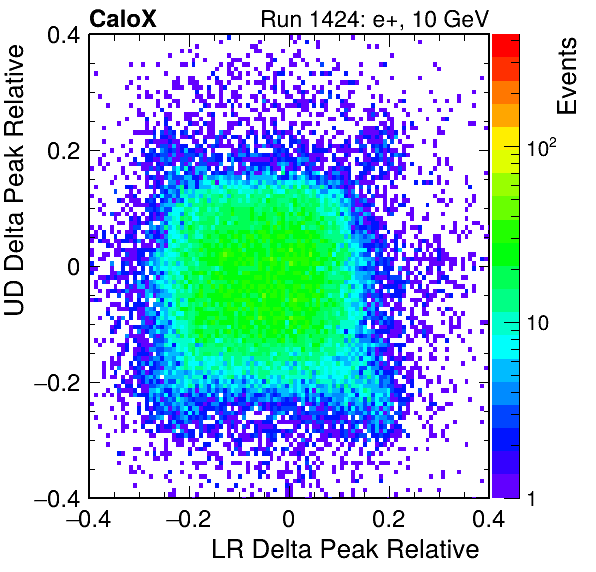 CaloX Run 1424: e+, 10 GeV
0.4
0.2
0
−0.2
−0.4
−0.4 −0.2 0 0.2 0.4
UD Delta Peak Relative
LR Delta Peak Relative
Events
10²
10
1